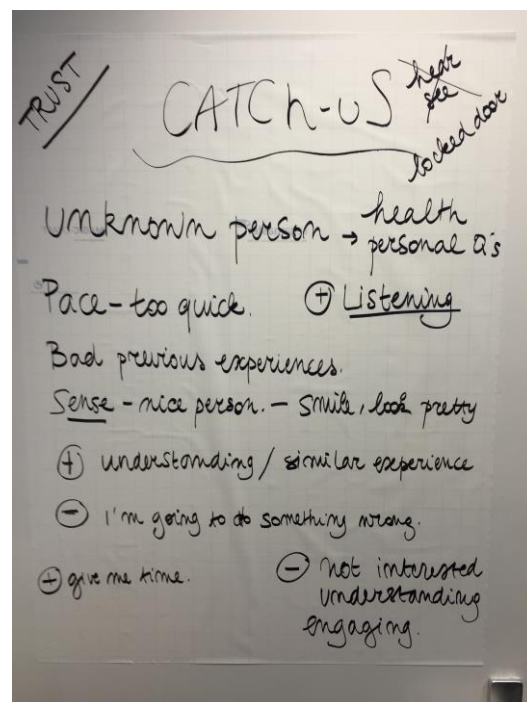 TRUST
CATCh-uS
hear
see
locked door
unknown person → health
personal Q's
Pace - too quick. + Listening
Bad previous experiences.
Sense - nice person. - smile, look pretty
+ understanding / similar experience
- I'm going to do something wrong.
+ give me time.
- not interested
understanding
engaging.